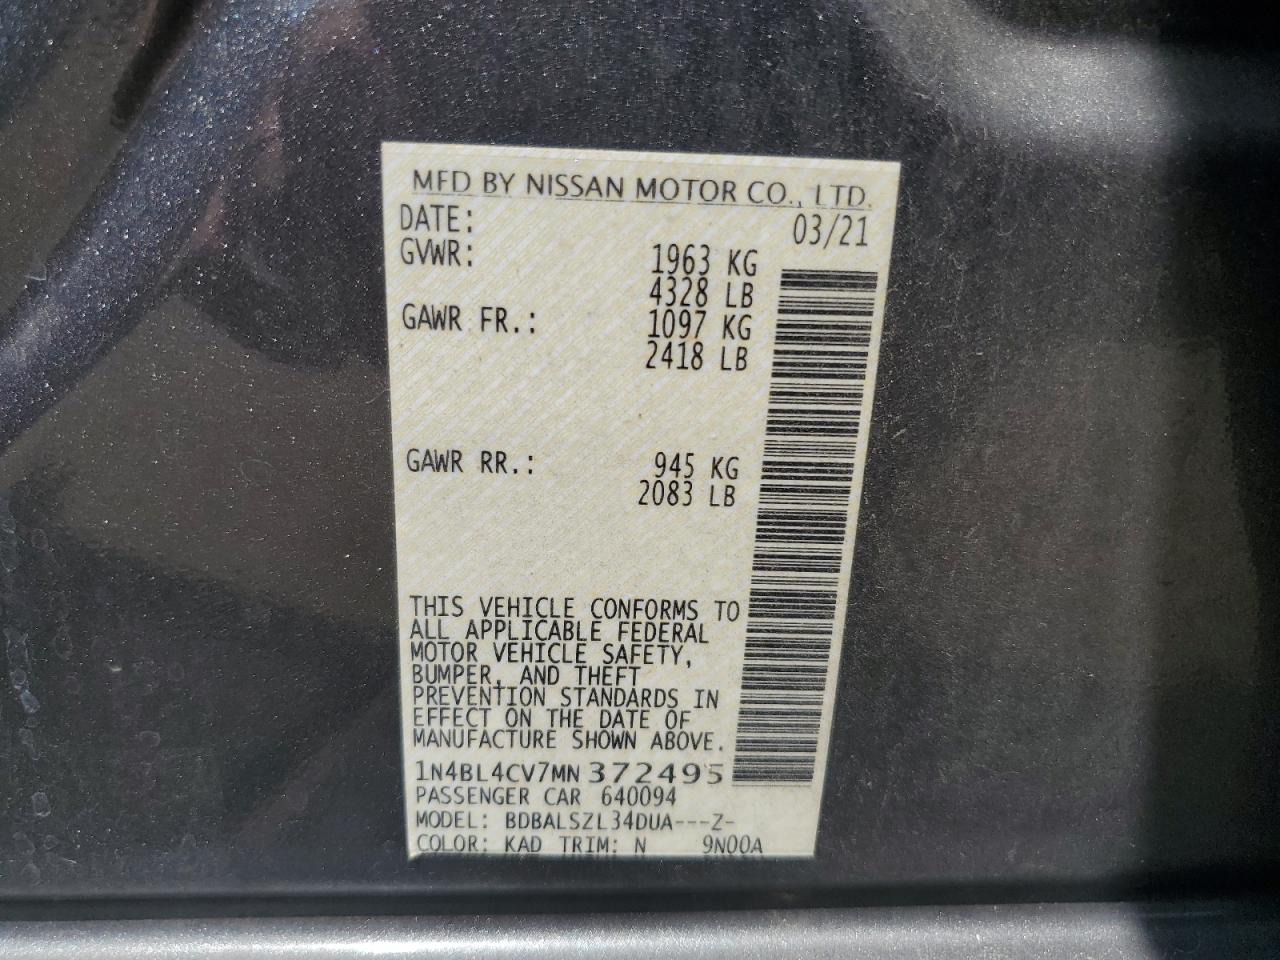 MFD BY NISSAN MOTOR CO., LTD.
DATE: 03/21
GVWR: 1963 KG
4328 LB
GAWR FR.: 1097 KG
2418 LB
GAWR RR.: 945 KG
2083 LB
THIS VEHICLE CONFORMS TO
ALL APPLICABLE FEDERAL
MOTOR VEHICLE SAFETY,
BUMPER, AND THEFT
PREVENTION STANDARDS IN
EFFECT ON THE DATE OF
MANUFACTURE SHOWN ABOVE.
1N4BL4CV7MN372495
PASSENGER CAR 640094
MODEL: BDBALSZL34DUA---Z-
COLOR: KAD TRIM: N 9N00A